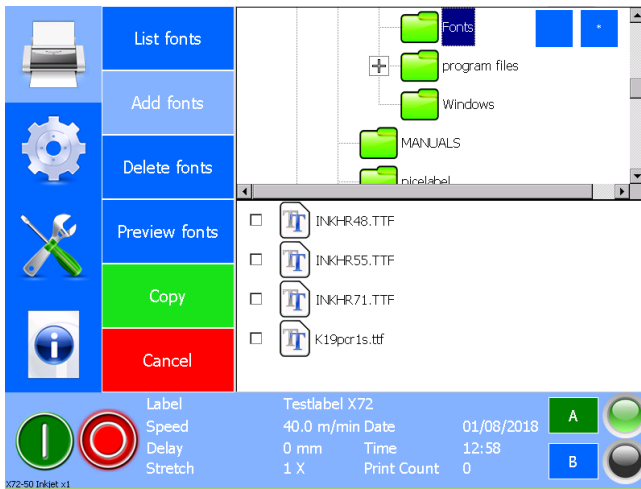 List fonts
Add fonts
Delete fonts
Preview fonts
Copy
Cancel
Fonts
*
program files
Windows
MANUALS
nicelabel
INKHR48.TTF
INKHR55.TTF
INKHR71.TTF
K19pcr1s.ttf
Label Testlabel X72
Speed 40.0 m/min Date 01/08/2018
Delay 0 mm Time 12:58
Stretch 1 X Print Count 0
A
B
X72-50 Inkjet x1